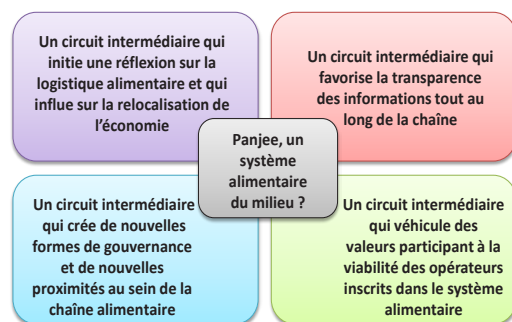 Un circuit intermédiaire qui
initie une réflexion sur la
logistique alimentaire et qui
influe sur la relocalisation de
l'économie
Un circuit intermédiaire qui
favorise la transparence
des informations tout au
long de la chaîne
Panjee, un
système
alimentaire
du milieu ?
Un circuit intermédiaire
qui crée de nouvelles
formes de gouvernance
et de nouvelles
proximités au sein de la
chaîne alimentaire
Un circuit intermédiaire
qui véhicule des
valeurs participant à la
viabilité des opérateurs
inscrits dans le système
alimentaire